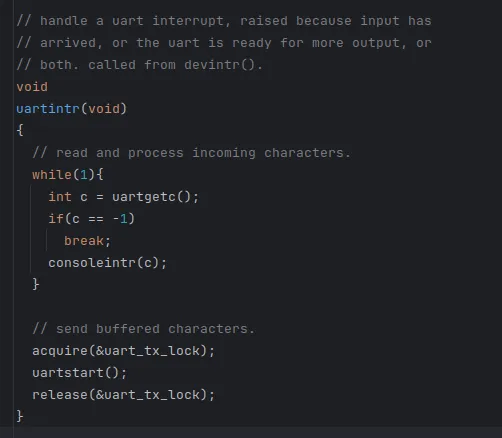 // handle a uart interrupt, raised because input has
// arrived, or the uart is ready for more output, or
// both. called from devintr().
void
uartintr(void)
{
  // read and process incoming characters.
  while(1){
    int c = uartgetc();
    if(c == -1)
      break;
    consoleintr(c);
  }

  // send buffered characters.
  acquire(&uart_tx_lock);
  uartstart();
  release(&uart_tx_lock);
}